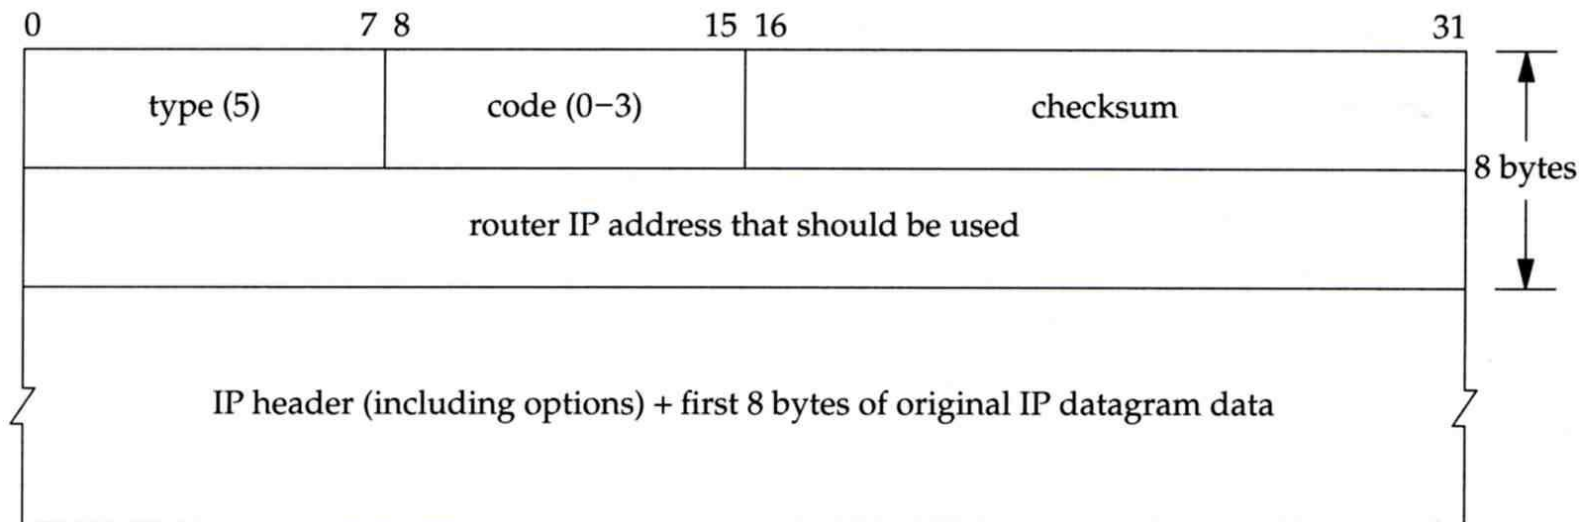 0 7 8 15 16 31
type (5) code (0–3) checksum
8 bytes
router IP address that should be used
IP header (including options) + first 8 bytes of original IP datagram data